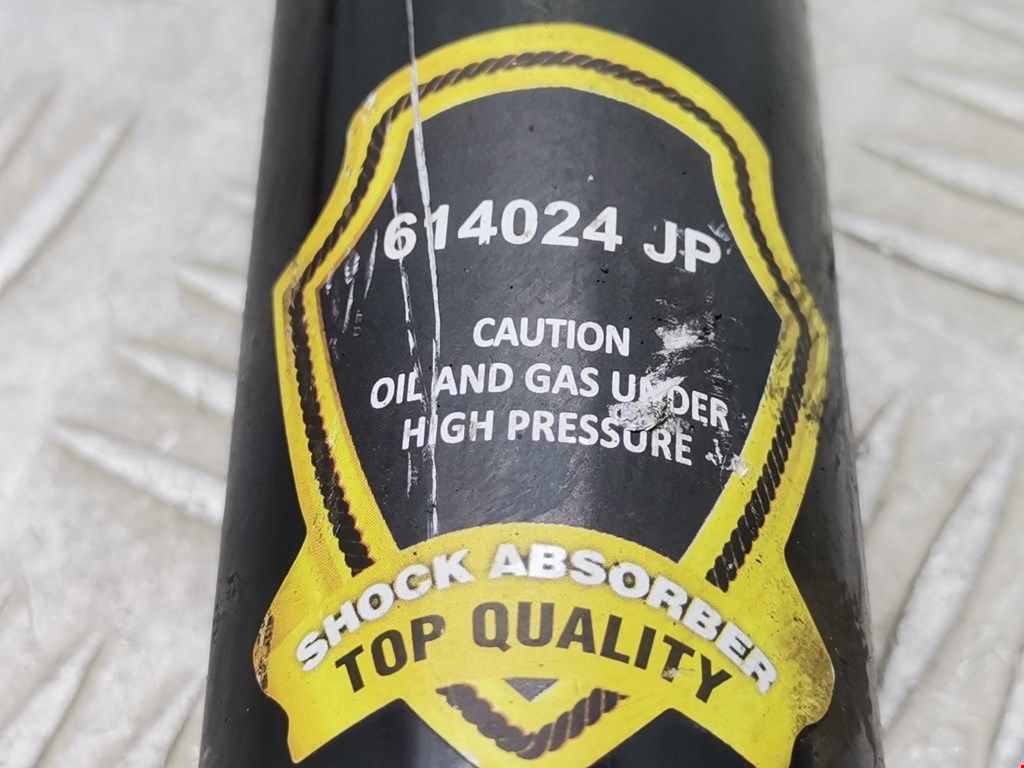 614024 JP
CAUTION
OIL AND GAS UNDER
HIGH PRESSURE
SHOCK ABSORBER
TOP QUALITY